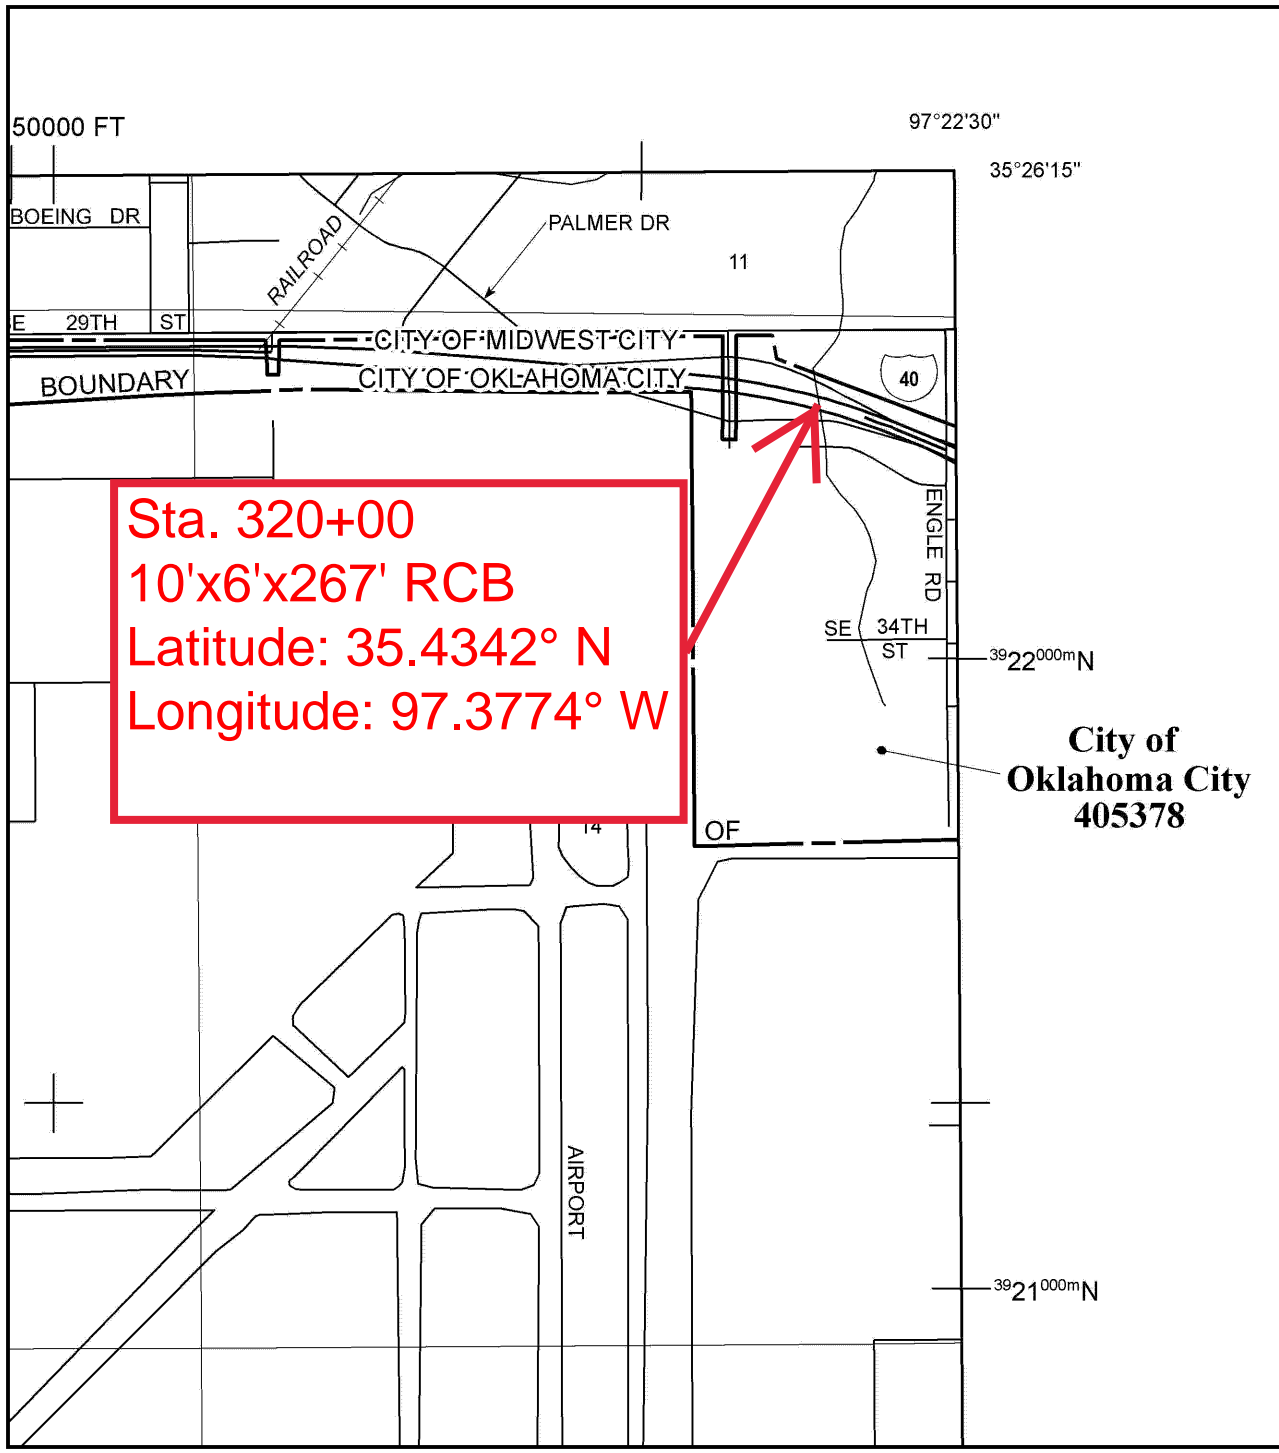 50000 FT
97°22'30"
35°26'15"
BOEING DR
RAILROAD
PALMER DR
11
SE 29TH ST
CITY OF MIDWEST CITY
BOUNDARY
CITY OF OKLAHOMA CITY
40
Sta. 320+00
10'x6'x267' RCB
Latitude: 35.4342° N
Longitude: 97.3774° W
ENGLE RD
SE 34TH
ST
3922000mN
City of
Oklahoma City
405378
14
OF
AIRPORT
3921000mN